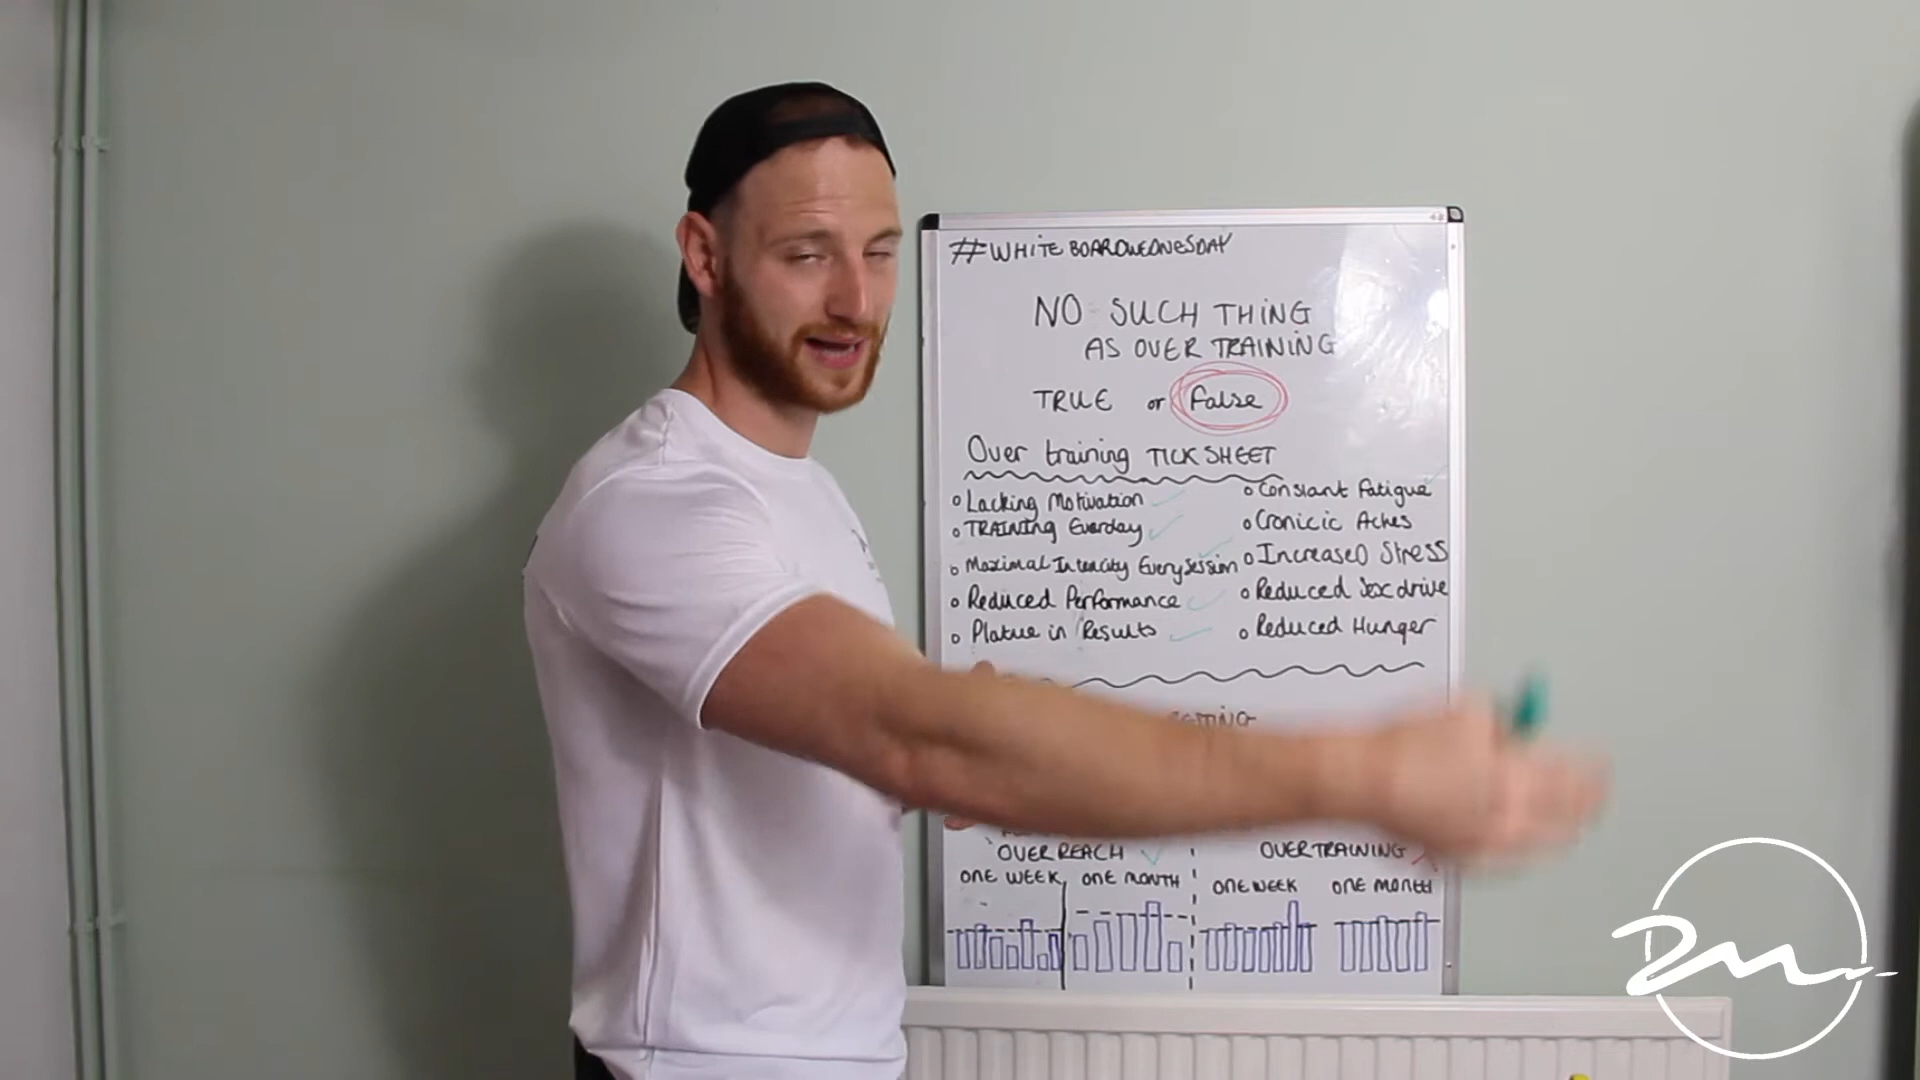 #WHITEBOARDWEDNESDAY
NO SUCH THING
AS OVER TRAINING
TRUE or False
Over training TICK SHEET
Lacking Motivation
TRAINING Everday
Maximal Intencity Every session
Reduced Performance
Platue in Results
Constant Fatigue
Cronicic Aches
Increased Stress
Reduced Sex drive
Reduced Hunger
OVER REACH
ONE WEEK
ONE MONTH
OVERTRAINING
ONE WEEK
ONE MONTH